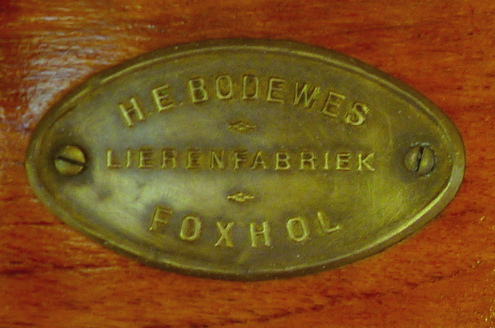 H.E. BODEWES
LIERENFABRIEK
FOXHOL